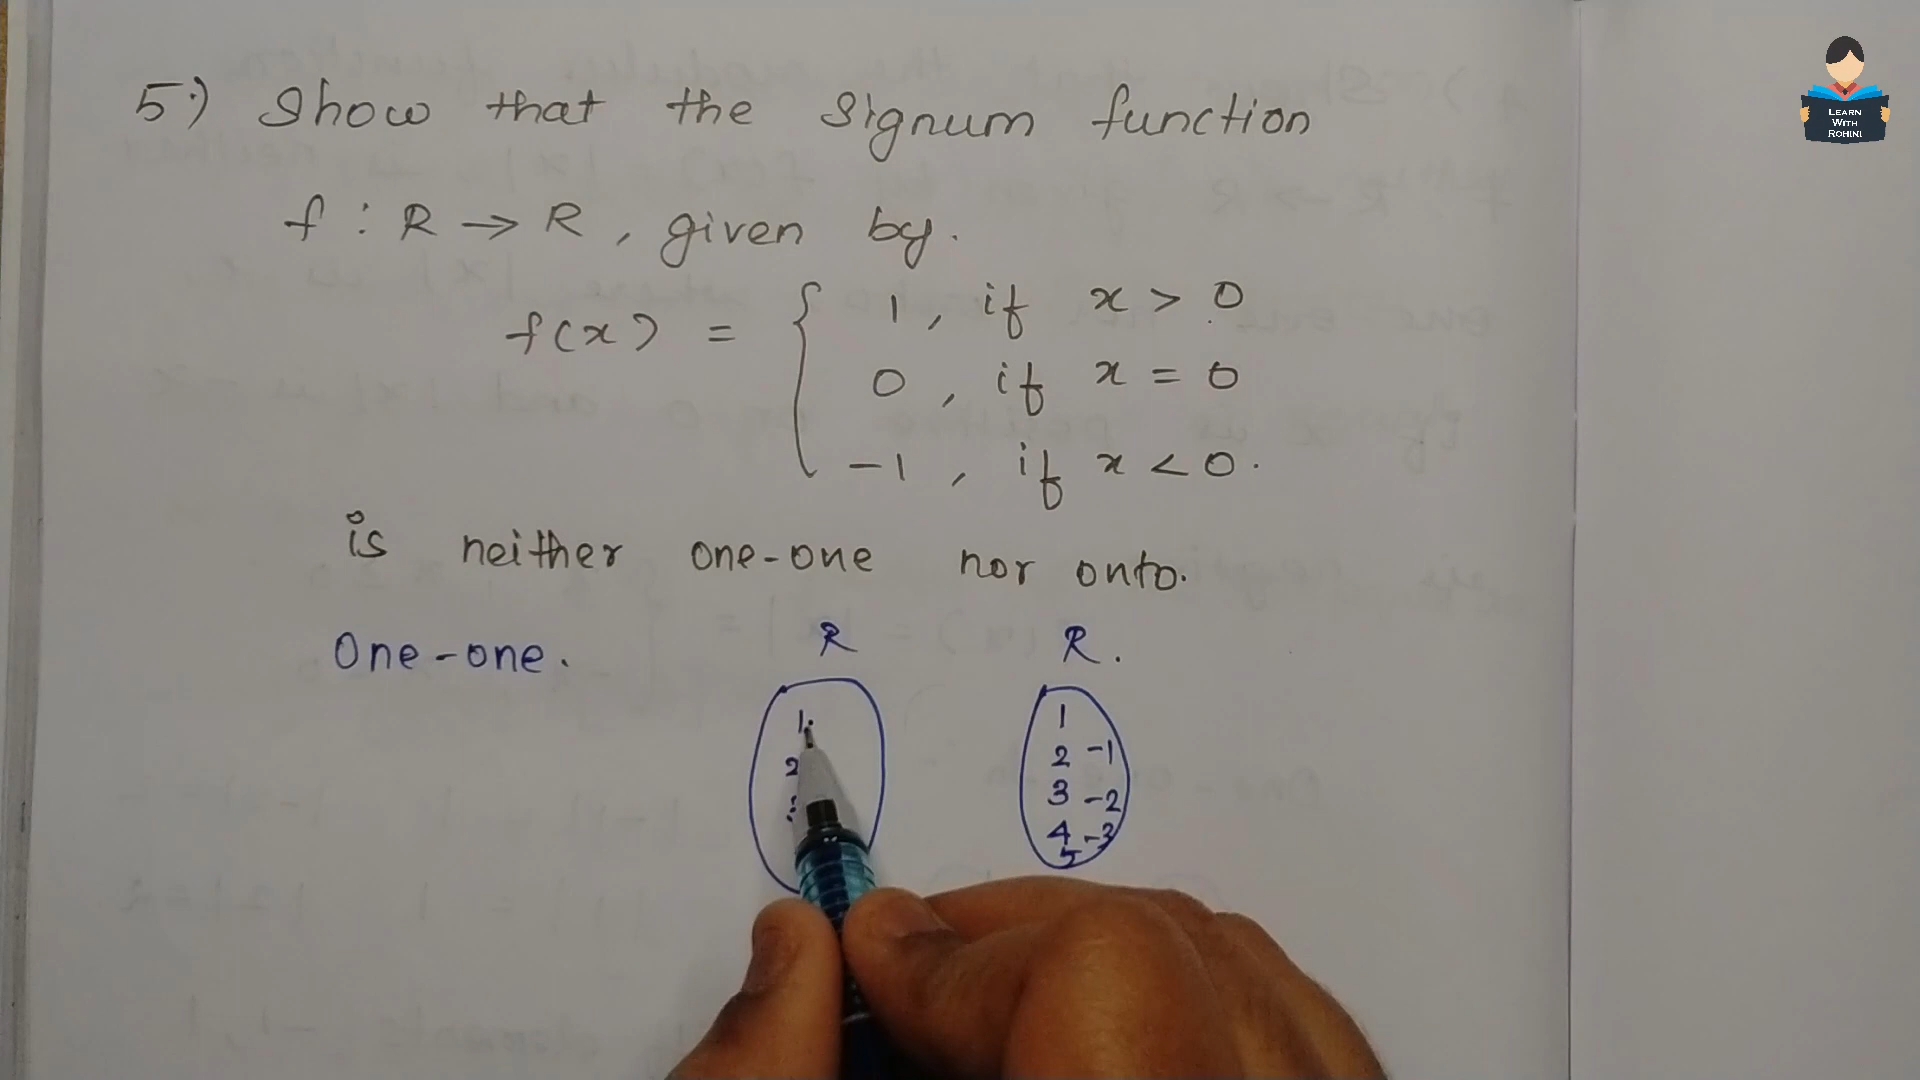 5.) Show that the Signum function
f : R → R , given by.
f(x) = { 1 , if x > 0
0 , if x = 0
-1 , if x < 0.
is neither one-one nor onto.
One-one. R R.
1
2
1
2 -1
3 -2
4 -3
5
LEARN
WITH
ROHINI